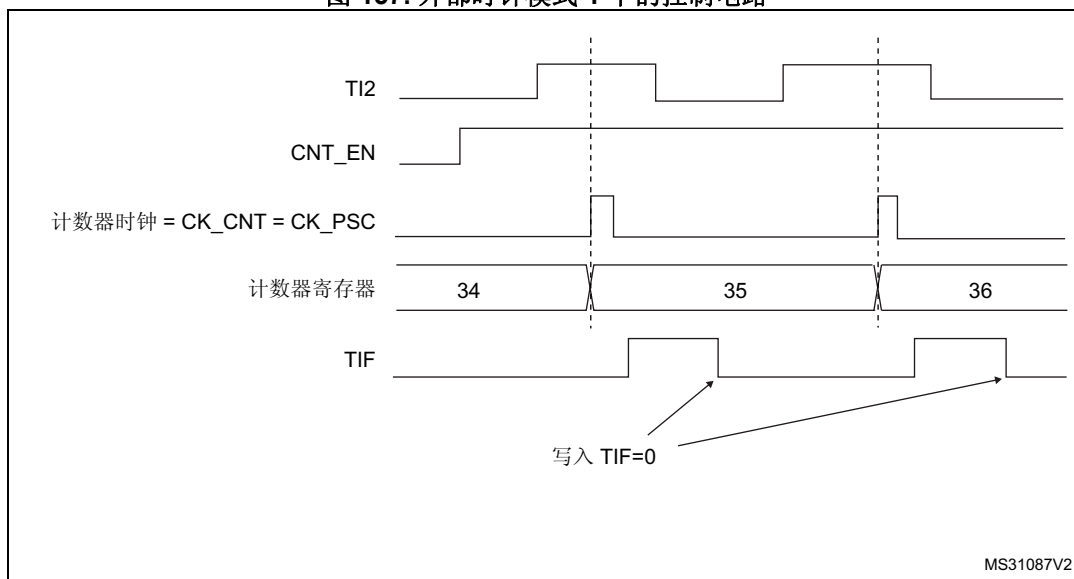 TI2
CNT_EN
计数器时钟 = CK_CNT = CK_PSC
计数器寄存器 34 35 36
TIF
写入 TIF=0
MS31087V2